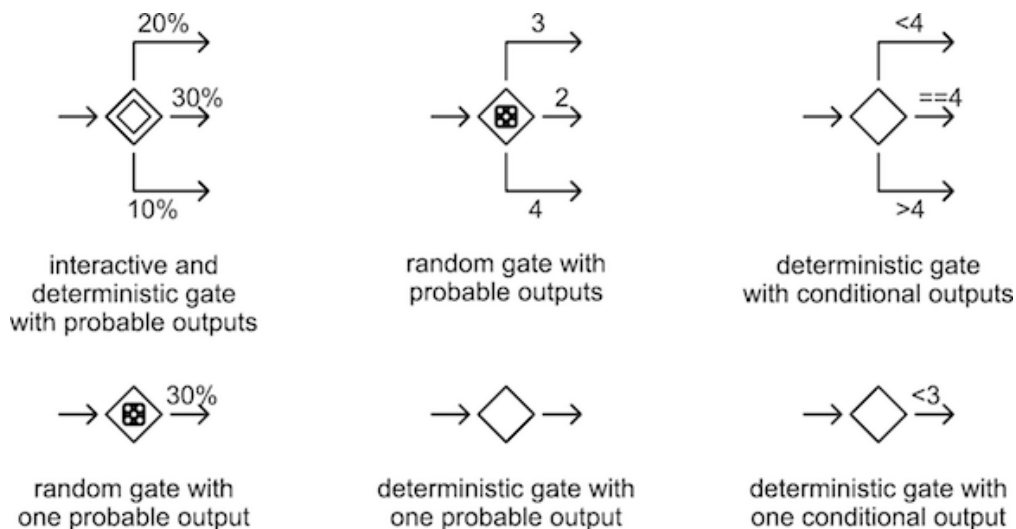 20%
30%
10%
interactive and
deterministic gate
with probable outputs
3
2
4
random gate with
probable outputs
<4
==4
>4
deterministic gate
with conditional outputs
30%
random gate with
one probable output
deterministic gate with
one probable output
<3
deterministic gate with
one conditional output